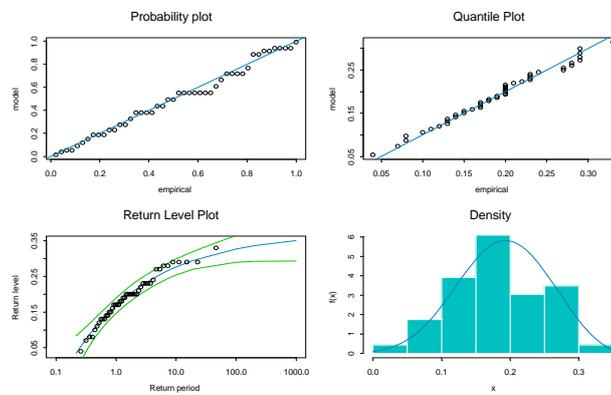 Probability plot
model
0.0 0.2 0.4 0.6 0.8 1.0
0.0 0.2 0.4 0.6 0.8 1.0
empirical
Quantile Plot
model
0.05 0.15 0.25
0.05 0.10 0.15 0.20 0.25 0.30
empirical
Return Level Plot
Return level
0.05 0.15 0.25 0.35
0.1 1.0 10.0 100.0 1000.0
Return period
Density
f(x)
0 1 2 3 4 5 6
0.0 0.1 0.2 0.3
x